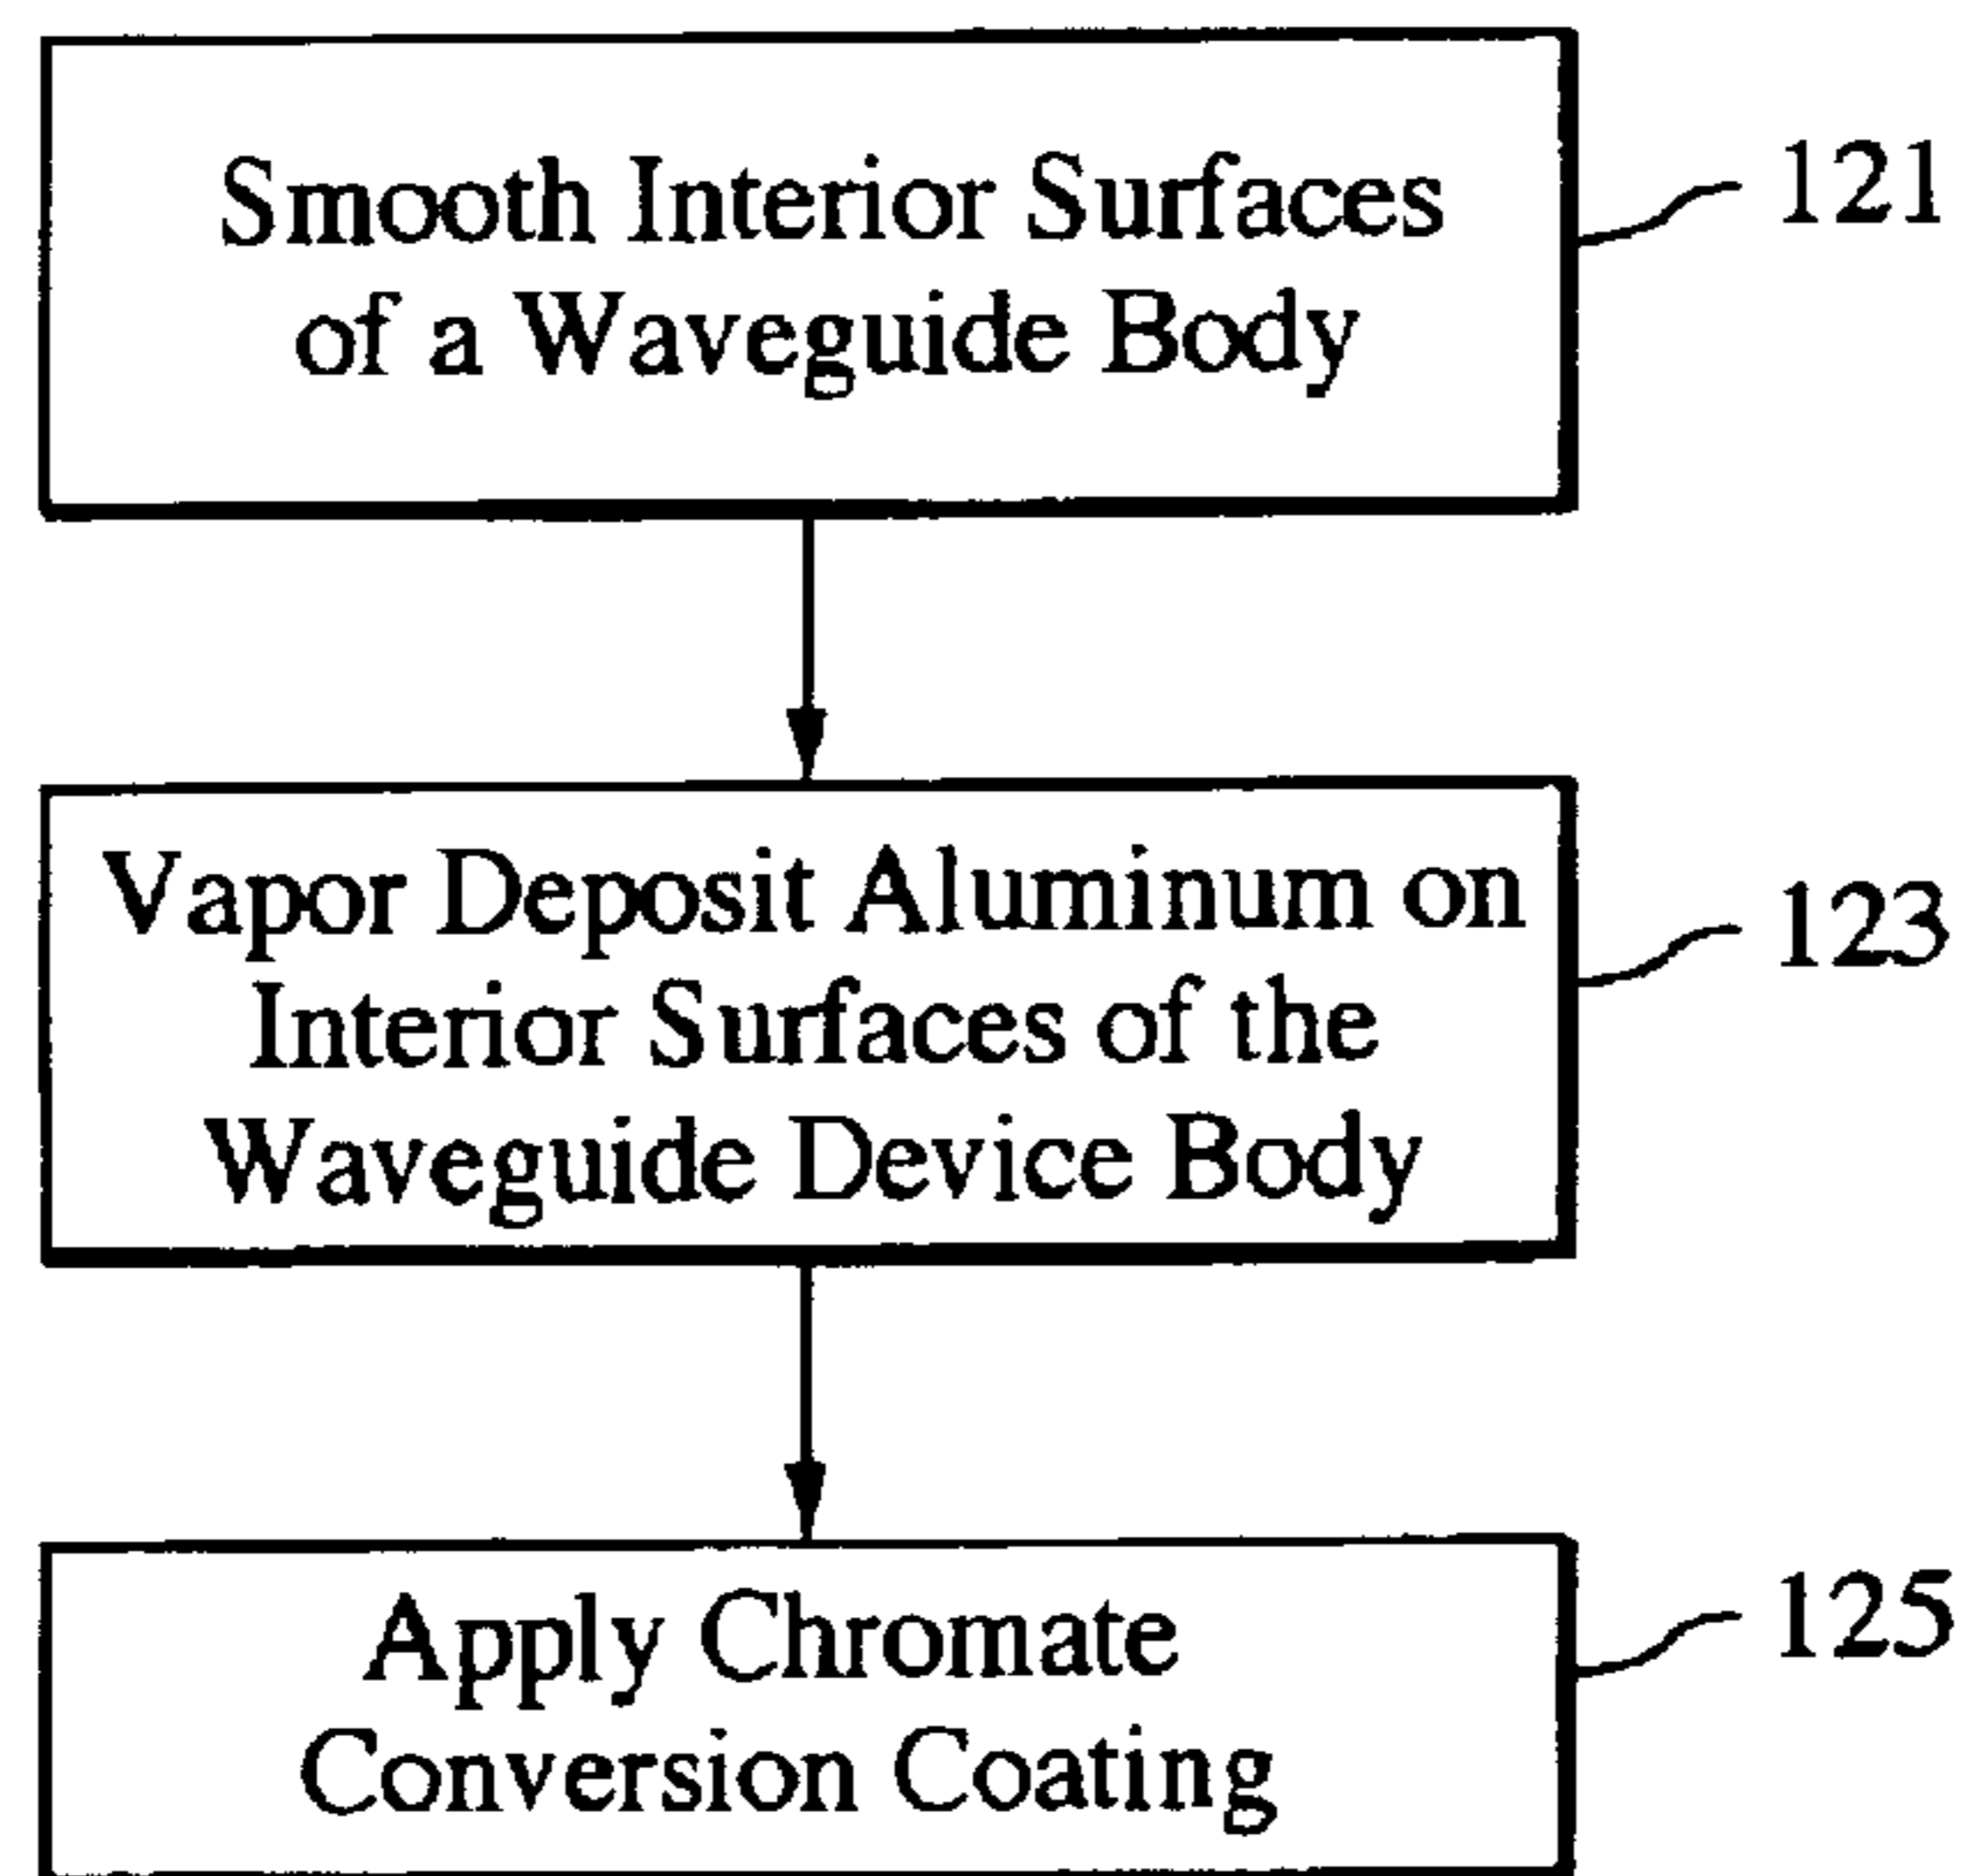 Smooth Interior Surfaces
of a Waveguide Body
121
Vapor Deposit Aluminum on
Interior Surfaces of the
Waveguide Device Body
123
Apply Chromate
Conversion Coating
125